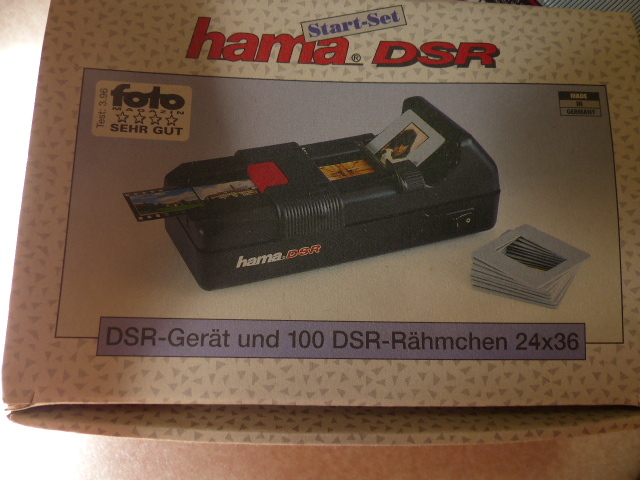 Start-Set
hama® DSR
Test: 3.96
foto
MAGAZIN
SEHR GUT
MADE
IN
GERMANY
hama. DSR
DSR-Gerät und 100 DSR-Rähmchen 24x36